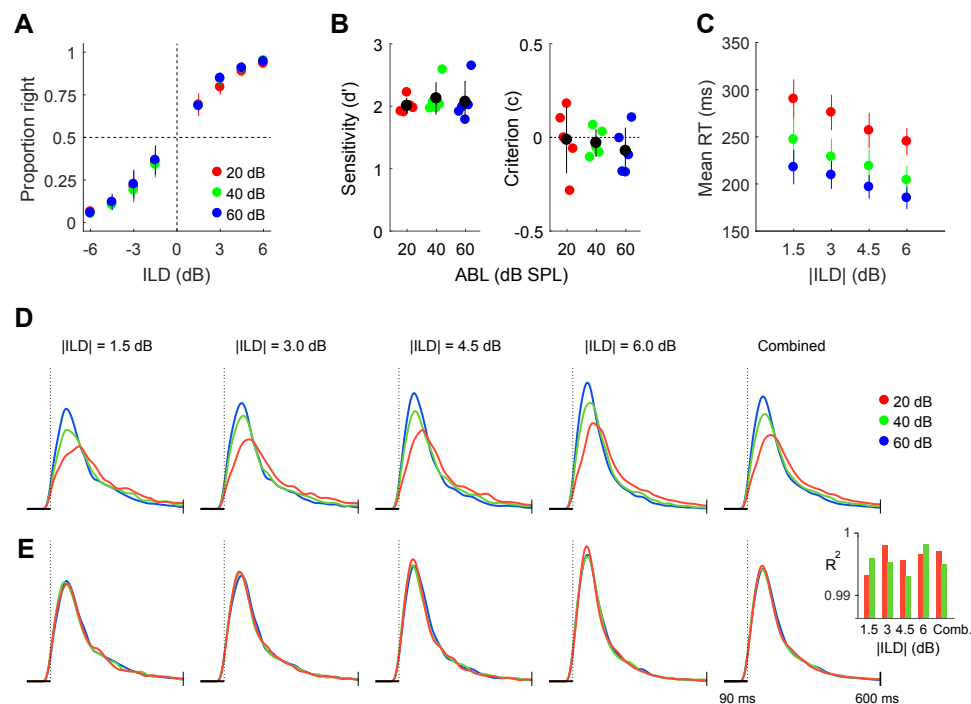 A
Proportion right
1
0.75
0.5
0.25
0
-6
-3
0
3
6
ILD (dB)
20 dB
40 dB
60 dB
B
Sensitivity (d')
3
2
1
0
20
40
60
Criterion (c)
0.5
0
-0.5
20
40
60
ABL (dB SPL)
C
Mean RT (ms)
350
300
250
200
150
1.5
3
4.5
6
|ILD| (dB)
D
|ILD| = 1.5 dB
|ILD| = 3.0 dB
|ILD| = 4.5 dB
|ILD| = 6.0 dB
Combined
20 dB
40 dB
60 dB
E
R2
1
0.99
1.5
3
4.5
6
Comb.
|ILD| (dB)
90 ms
600 ms